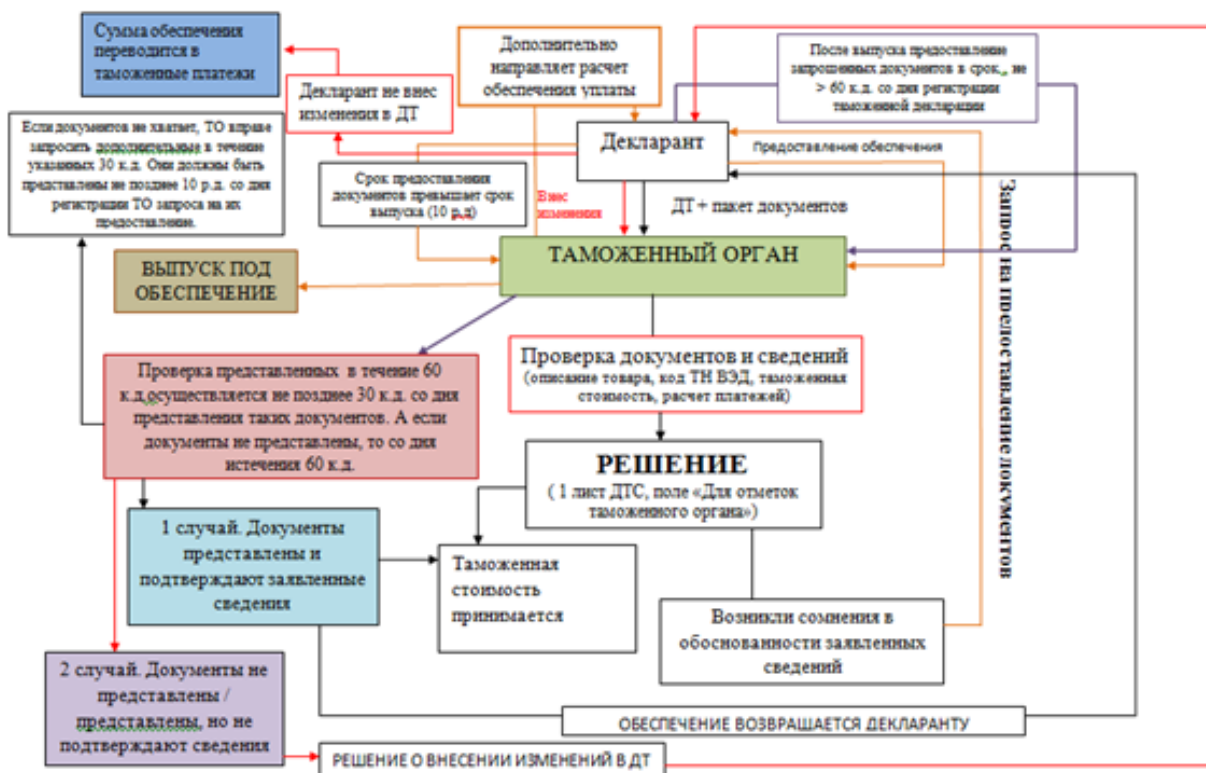 Сумма обеспечения
переводится в
таможенные платежи
Дополнительно
направляет расчет
обеспечения уплаты
После выпуска предоставление
запрошенных документов в срок,, не
> 60 к.д. со дня регистрации
таможенной декларации
Декларант не внес
изменения в ДТ
Если документов не хватает, ТО вправе
запросить дополнительные в течение
указанных 30 к.д. Они должны быть
представлены не позднее 10 р.д. со дня
регистрации ТО запроса на их
предоставление.
Декларант
Предоставление обеспечения
Срок предоставления
документов превышает срок
выпуска (10 р.д)
Внес
изменения
ДТ + пакет документов
Запрос на предоставление документов
ТАМОЖЕННЫЙ ОРГАН
ВЫПУСК ПОД
ОБЕСПЕЧЕНИЕ
Проверка документов и сведений
(описание товара, код ТН ВЭД, таможенная
стоимость, расчет платежей)
Проверка представленных в течение 60
к.д.осуществляется не позднее 30 к.д. со дня
представления таких документов. А если
документы не представлены, то со дня
истечения 60 к.д.
РЕШЕНИЕ
( 1 лист ДТС, поле «Для отметок
таможенного органа»)
1 случай. Документы
представлены и
подтверждают заявленные
сведения
Таможенная
стоимость
принимается
Возникли сомнения в
обоснованности заявленных
сведений
2 случай. Документы не
представлены /
представлены, но не
подтверждают сведения
ОБЕСПЕЧЕНИЕ ВОЗВРАЩАЕТСЯ ДЕКЛАРАНТУ
РЕШЕНИЕ О ВНЕСЕНИИ ИЗМЕНЕНИЙ В ДТ